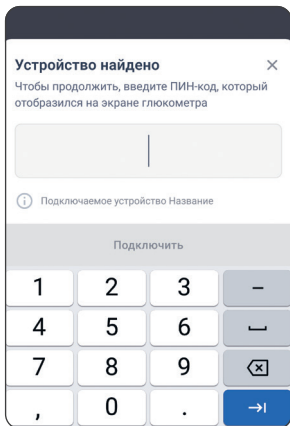 Устройство найдено
Чтобы продолжить, введите ПИН-код, который
отобразился на экране глюкометра
Подключаемое устройство Название
Подключить
1 2 3 –
4 5 6
7 8 9
, 0 .